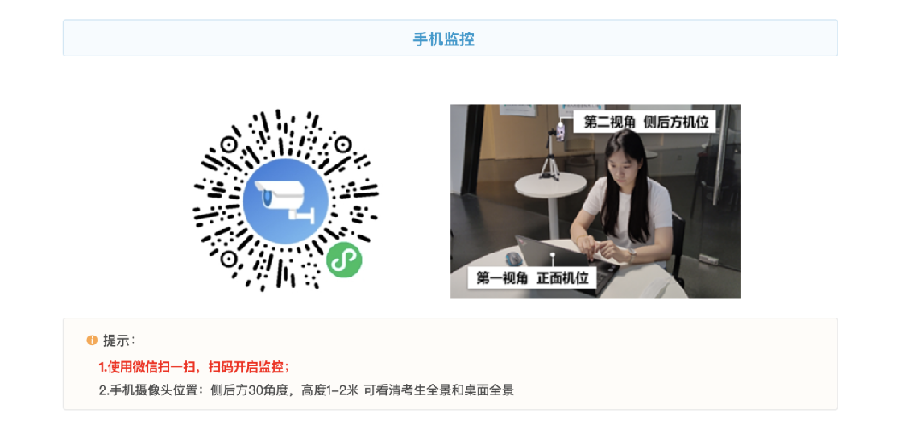 手机监控
第二视角 侧后方机位
第一视角 正面机位
提示：
1.使用微信扫一扫，扫码开启监控；
2.手机摄像头位置：侧后方30角度，高度1-2米 可看清考生全景和桌面全景